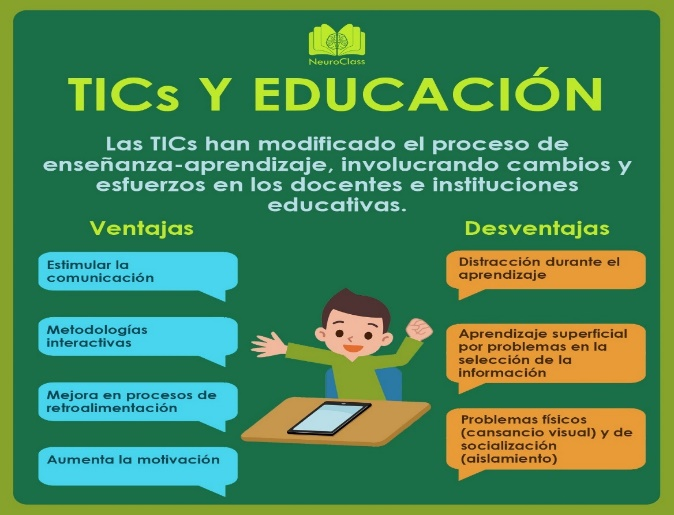 NeuroClass
TICs Y EDUCACIÓN
Las TICs han modificado el proceso de
enseñanza-aprendizaje, involucrando cambios y
esfuerzos en los docentes e instituciones
educativas.
Ventajas
Estimular la
comunicación
Metodologías
interactivas
Mejora en procesos de
retroalimentación
Aumenta la motivación
Desventajas
Distracción durante el
aprendizaje
Aprendizaje superficial
por problemas en la
selección de la
información
Problemas físicos
(cansancio visual) y de
socialización
(aislamiento)